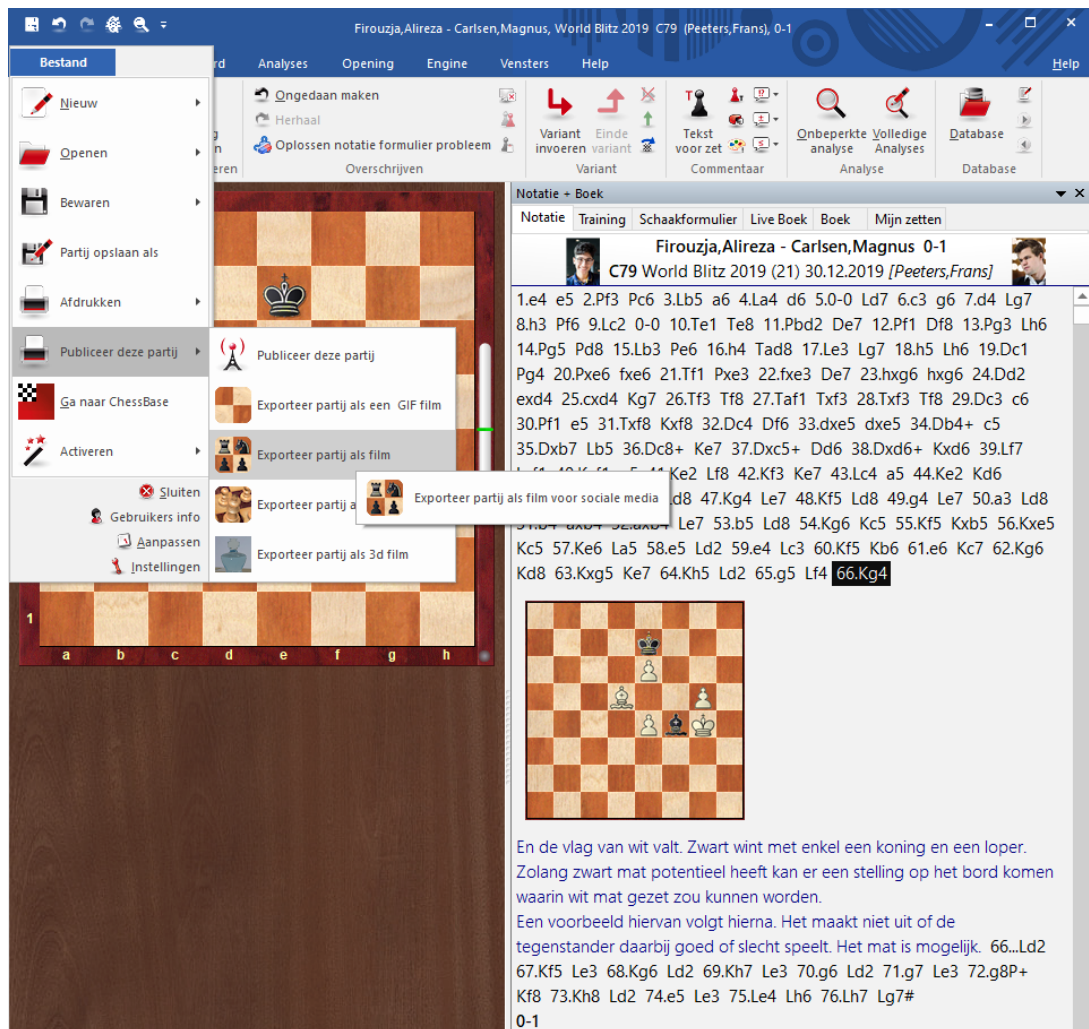 Firouzja,Alireza - Carlsen,Magnus, World Blitz 2019 C79 (Peeters,Frans), 0-1
Bestand
rd Analyses Opening Engine Vensters Help Help
Nieuw
Openen
Bewaren
Partij opslaan als
Afdrukken
Publiceer deze partij
Ga naar ChessBase
Activeren
Sluiten
Gebruikers info
Aanpassen
Instellingen
Publiceer deze partij
Exporteer partij als een GIF film
Exporteer partij als film
Exporteer partij a
Exporteer partij als 3d film
Exporteer partij als film voor sociale media
g
n
eren
Ongedaan maken
Herhaal
Oplossen notatie formulier probleem
Overschrijven
Variant
invoeren
Einde
variant
Variant
Tekst
voor zet
Commentaar
Onbeperkte
analyse
Volledige
Analyses
Analyse
Database
Database
1
a b c d e f g h
Notatie + Boek
Notatie Training Schaakformulier Live Boek Boek Mijn zetten
Firouzja,Alireza - Carlsen,Magnus 0-1
C79 World Blitz 2019 (21) 30.12.2019 [Peeters,Frans]
1.e4 e5 2.Pf3 Pc6 3.Lb5 a6 4.La4 d6 5.0-0 Ld7 6.c3 g6 7.d4 Lg7
8.h3 Pf6 9.Lc2 0-0 10.Te1 Te8 11.Pbd2 De7 12.Pf1 Df8 13.Pg3 Lh6
14.Pg5 Pd8 15.Lb3 Pe6 16.h4 Tad8 17.Le3 Lg7 18.h5 Lh6 19.Dc1
Pg4 20.Pxe6 fxe6 21.Tf1 Pxe3 22.fxe3 De7 23.hxg6 hxg6 24.Dd2
exd4 25.cxd4 Kg7 26.Tf3 Tf8 27.Taf1 Txf3 28.Txf3 Tf8 29.Dc3 c6
30.Pf1 e5 31.Txf8 Kxf8 32.Dc4 Df6 33.dxe5 dxe5 34.Db4+ c5
35.Dxb7 Lb5 36.Dc8+ Ke7 37.Dxc5+ Dd6 38.Dxd6+ Kxd6 39.Lf7
41.Ke2 Lf8 42.Kf3 Ke7 43.Lc4 a5 44.Ke2 Kd6
47.Kg4 Le7 48.Kf5 Ld8 49.g4 Le7 50.a3 Ld8
Le7 53.b5 Ld8 54.Kg6 Kc5 55.Kf5 Kxb5 56.Kxe5
Kc5 57.Ke6 La5 58.e5 Ld2 59.e4 Lc3 60.Kf5 Kb6 61.e6 Kc7 62.Kg6
Kd8 63.Kxg5 Ke7 64.Kh5 Ld2 65.g5 Lf4 66.Kg4
En de vlag van wit valt. Zwart wint met enkel een koning en een loper.
Zolang zwart mat potentieel heeft kan er een stelling op het bord komen
waarin wit mat gezet zou kunnen worden.
Een voorbeeld hiervan volgt hierna. Het maakt niet uit of de
tegenstander daarbij goed of slecht speelt. Het mat is mogelijk. 66...Ld2
67.Kf5 Le3 68.Kg6 Ld2 69.Kh7 Le3 70.g6 Ld2 71.g7 Le3 72.g8P+
Kf8 73.Kh8 Ld2 74.e5 Le3 75.Le4 Lh6 76.Lh7 Lg7#
0-1